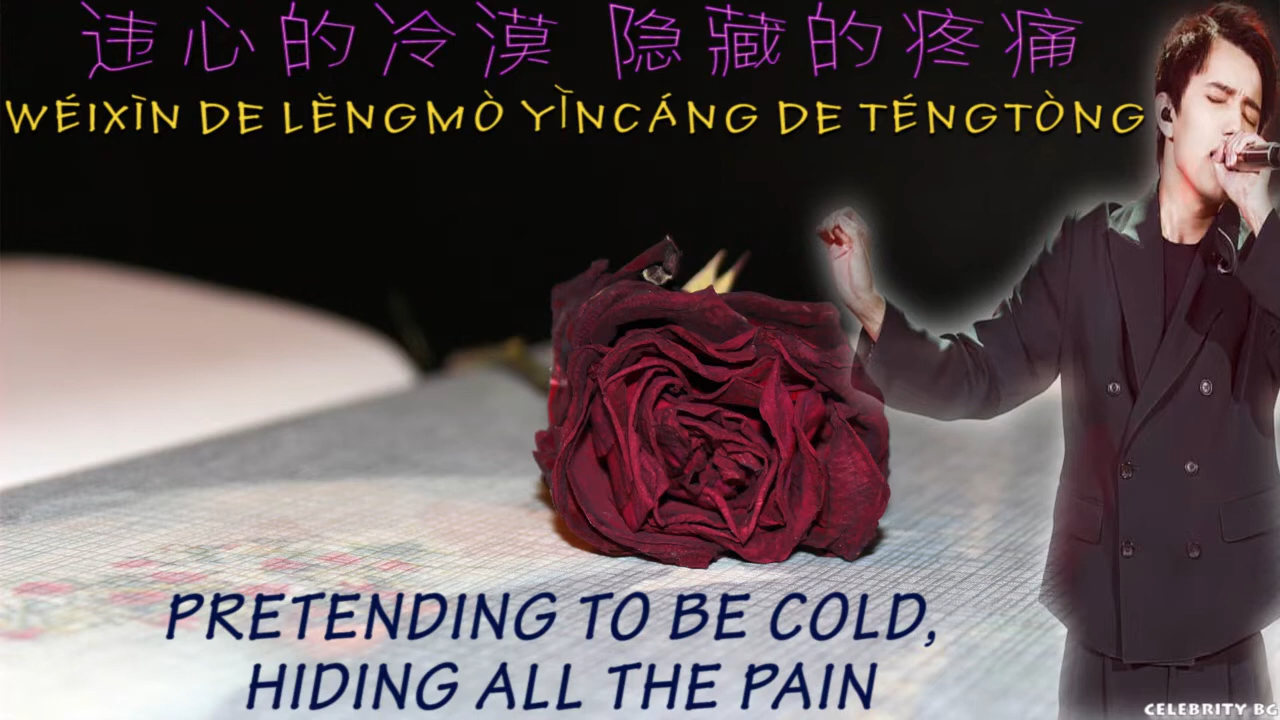 违心的冷漠 隐藏的疼痛
WÉIXÌN DE LĚNGMÒ YǏNCÁNG DE TÉNGTÒNG
PRETENDING TO BE COLD,
HIDING ALL THE PAIN
CELEBRITY BG